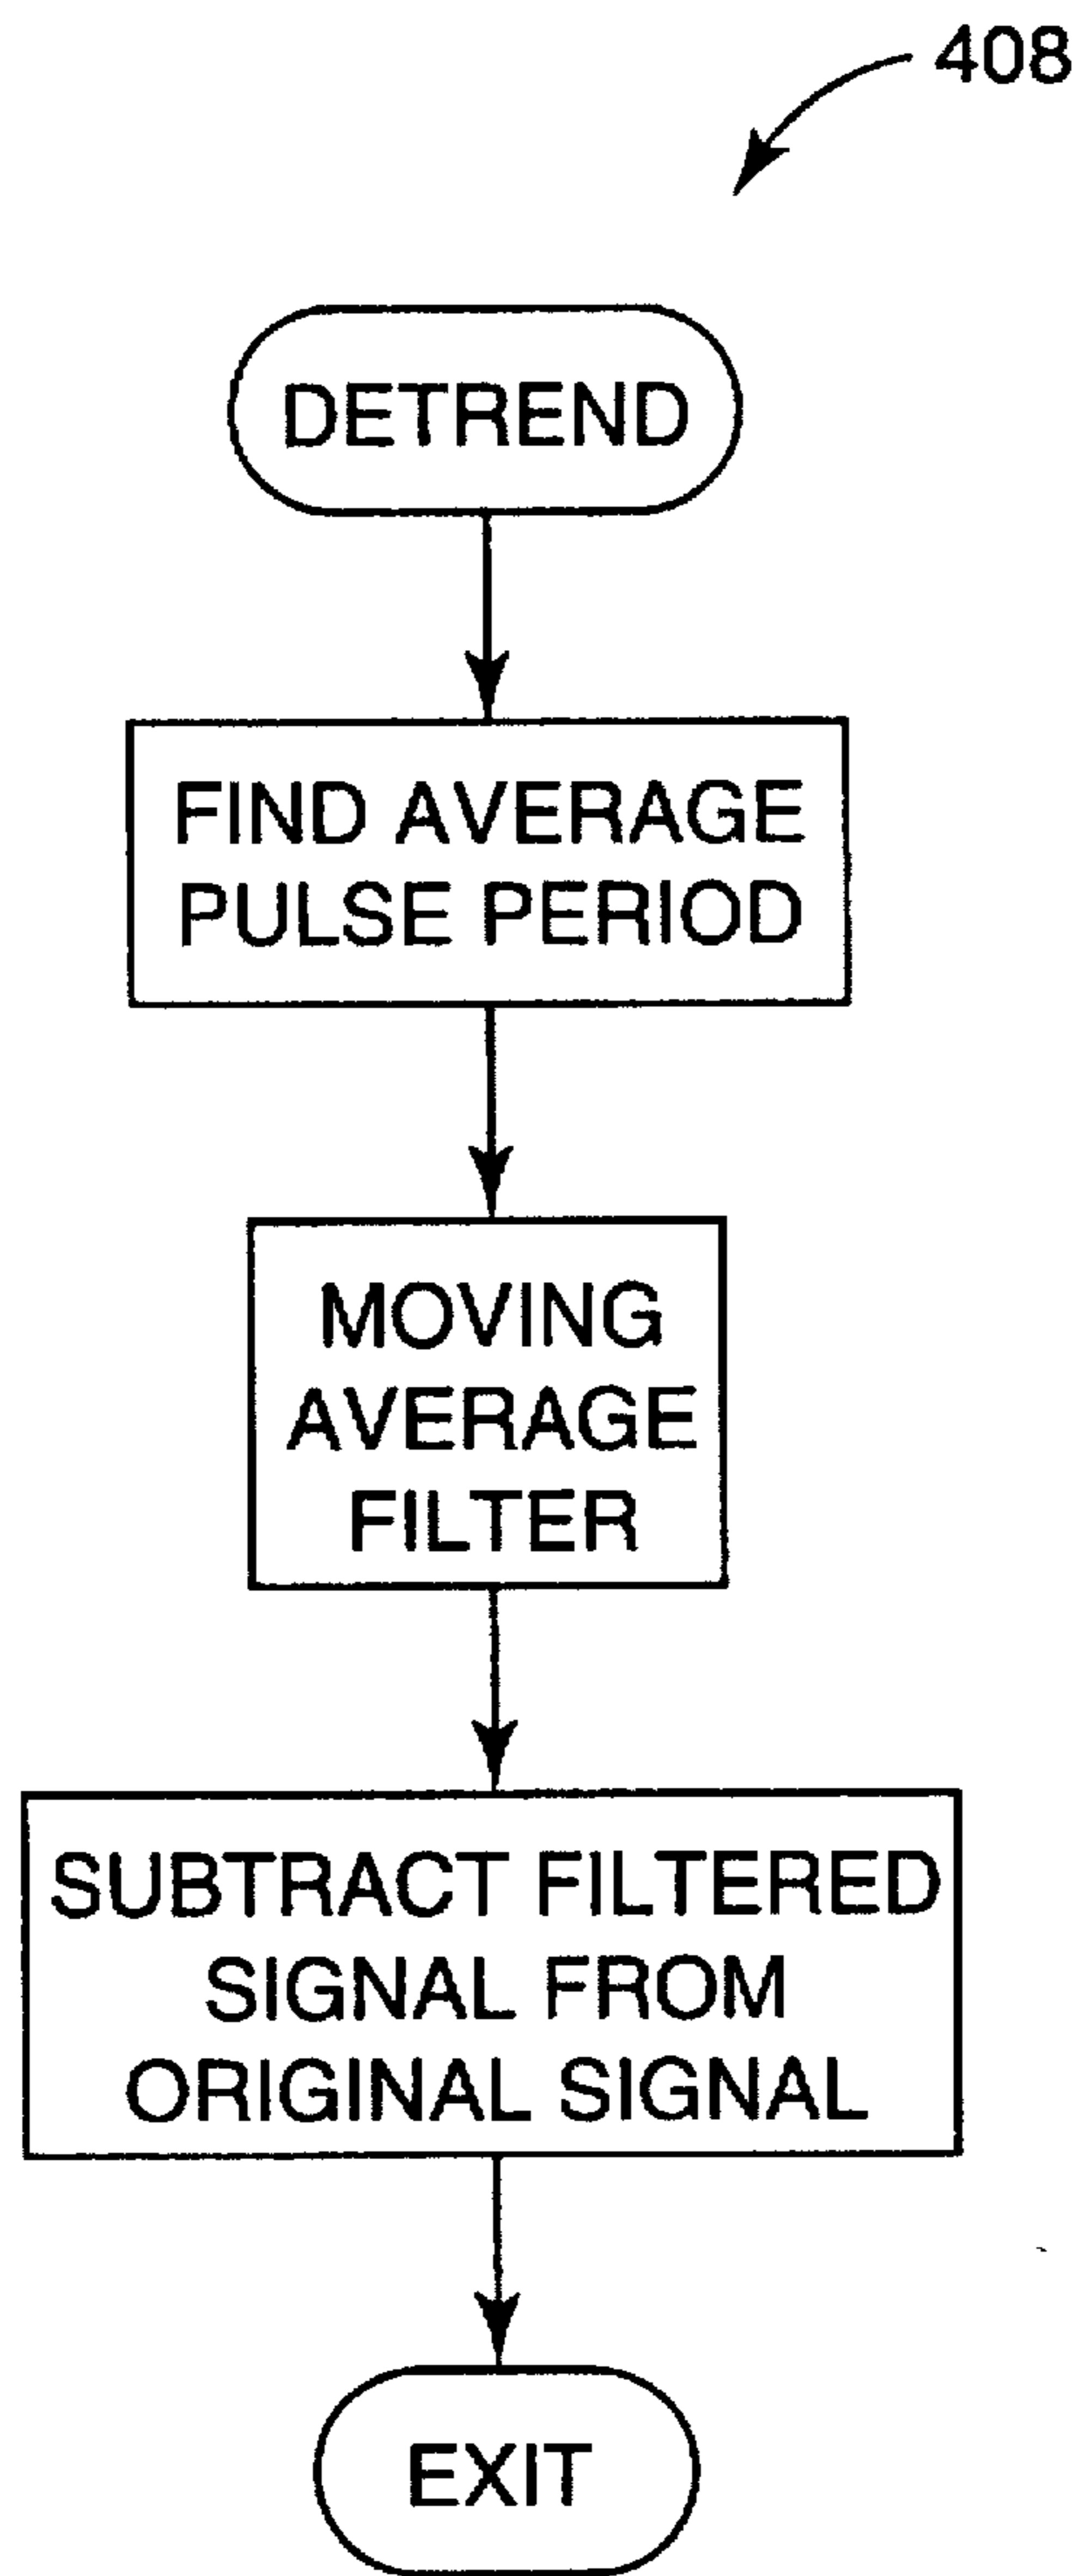 408
DETREND
FIND AVERAGE
PULSE PERIOD
MOVING
AVERAGE
FILTER
SUBTRACT FILTERED
SIGNAL FROM
ORIGINAL SIGNAL
EXIT